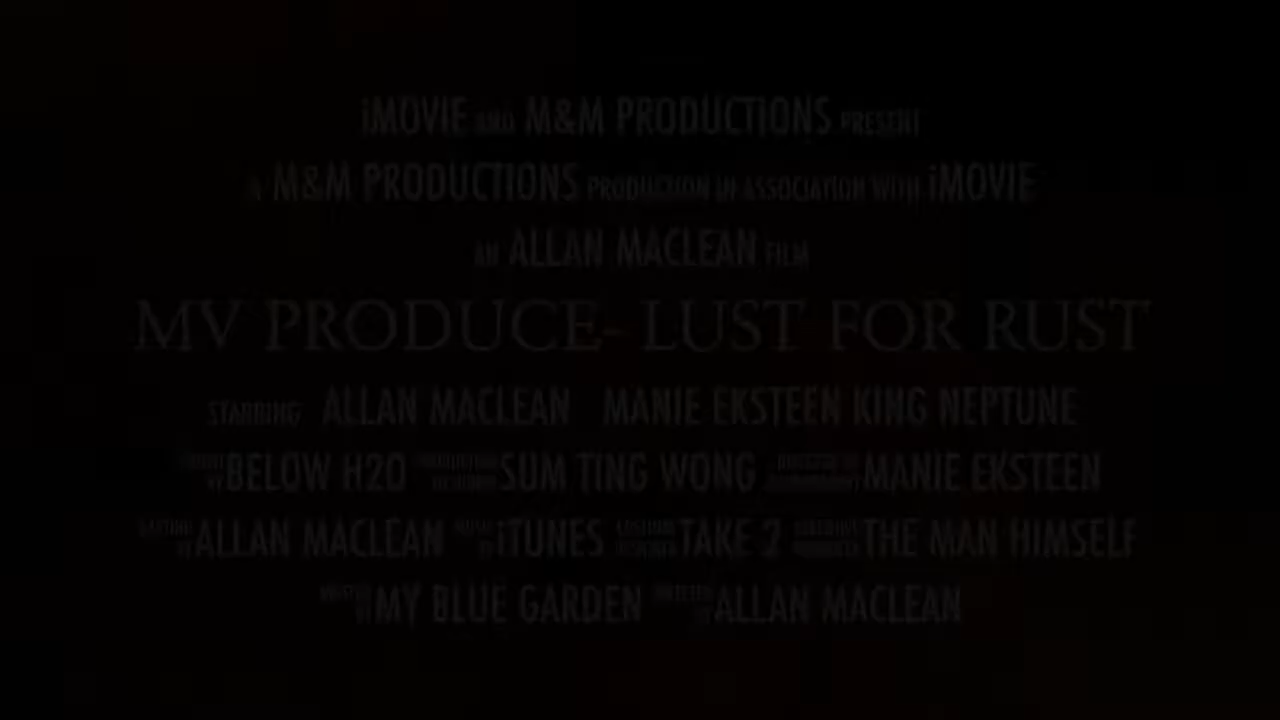 iMOVIE AND M&M PRODUCTIONS PRESENT
A M&M PRODUCTIONS PRODUCTION IN ASSOCIATION WITH iMOVIE
AN ALLAN MACLEAN FILM
MV PRODUCE- LUST FOR RUST
STARRING ALLAN MACLEAN MANIE EKSTEEN KING NEPTUNE
BELOW H2O SUM TING WONG MANIE EKSTEEN
ALLAN MACLEAN iTUNES TAKE 2 THE MAN HIMSELF
MY BLUE GARDEN ALLAN MACLEAN